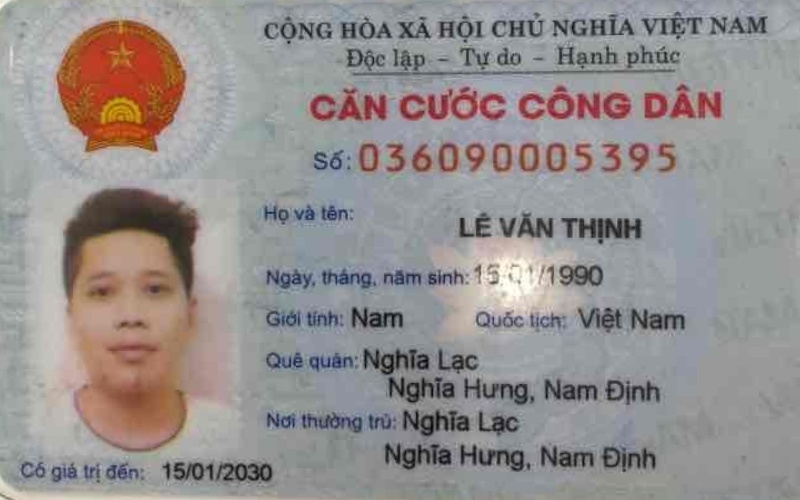 CỘNG HÒA XÃ HỘI CHỦ NGHĨA VIỆT NAM
Độc lập – Tự do – Hạnh phúc
CĂN CƯỚC CÔNG DÂN
Số: 036090005395
Họ và tên: LÊ VĂN THỊNH
Ngày, tháng, năm sinh: 15/01/1990
Giới tính: Nam Quốc tịch: Việt Nam
Quê quán: Nghĩa Lạc
Nghĩa Hưng, Nam Định
Nơi thường trú: Nghĩa Lạc
Nghĩa Hưng, Nam Định
Có giá trị đến: 15/01/2030